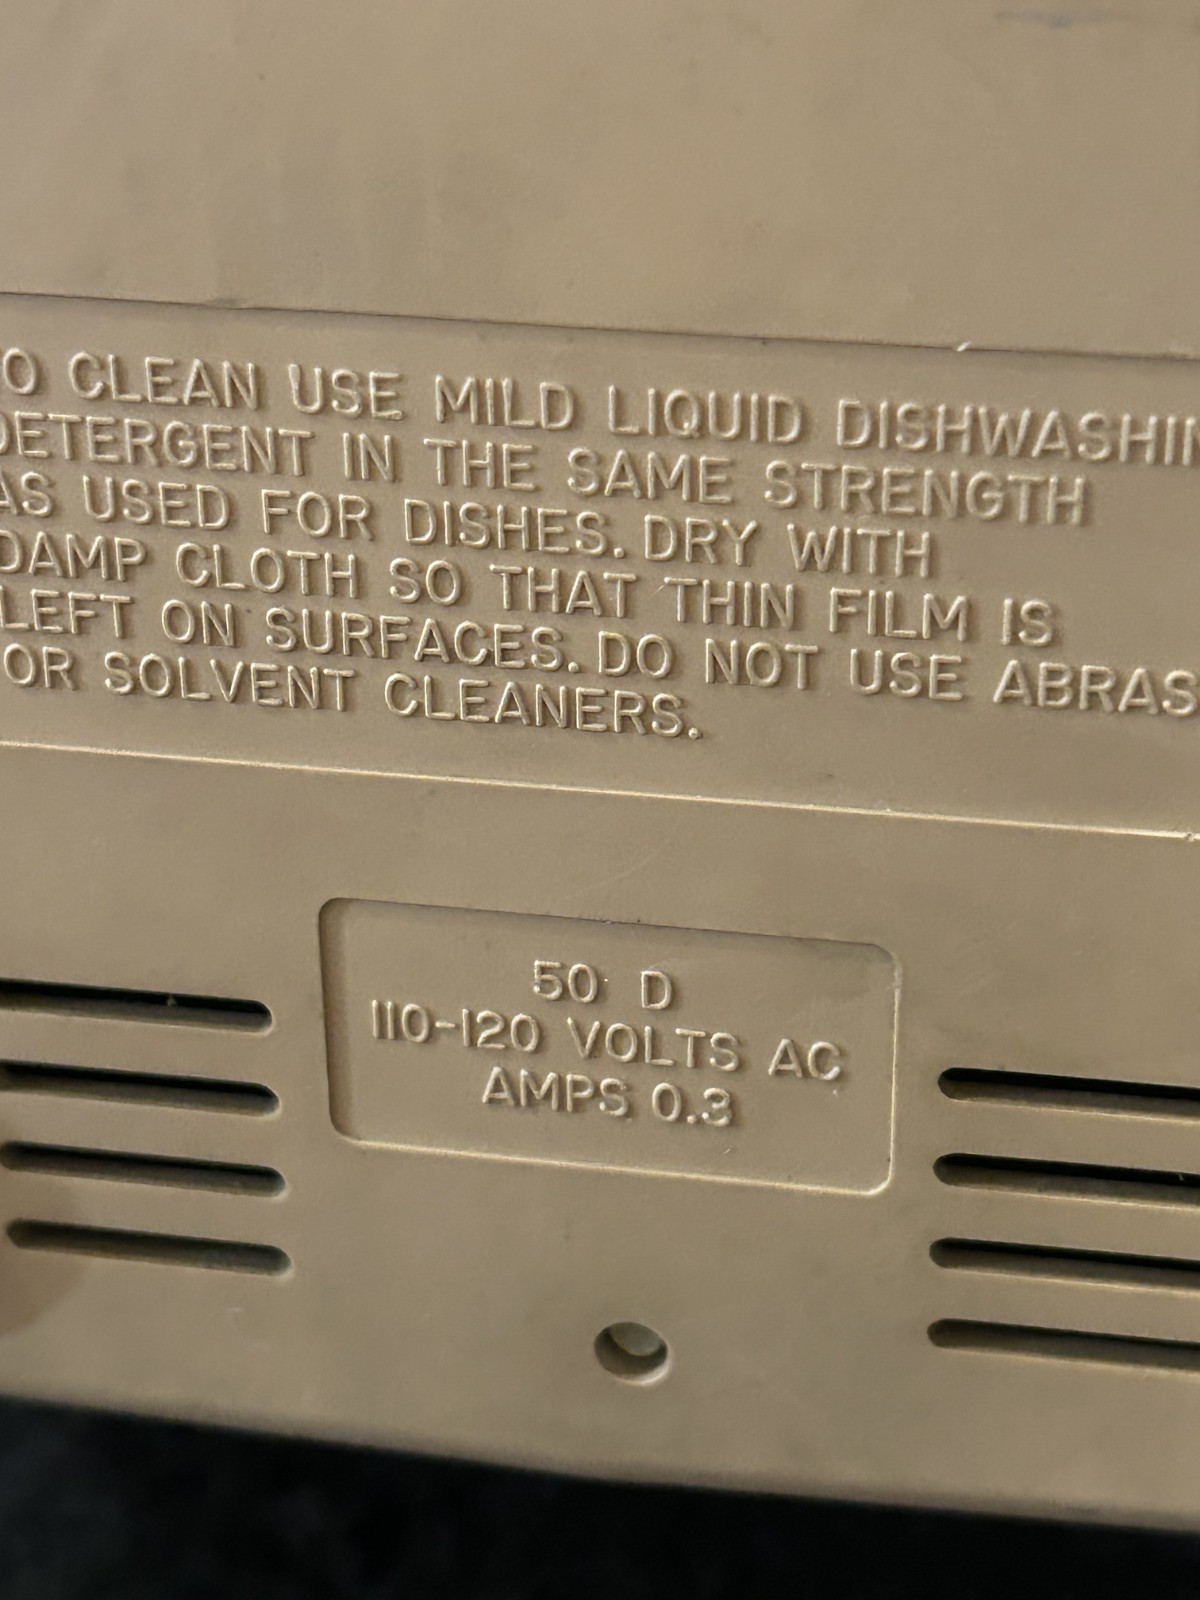 O CLEAN USE MILD LIQUID DISHWASHIN
DETERGENT IN THE SAME STRENGTH
AS USED FOR DISHES. DRY WITH
DAMP CLOTH SO THAT THIN FILM IS
LEFT ON SURFACES. DO NOT USE ABRAS
OR SOLVENT CLEANERS.
50 D
110-120 VOLTS AC
AMPS 0.3